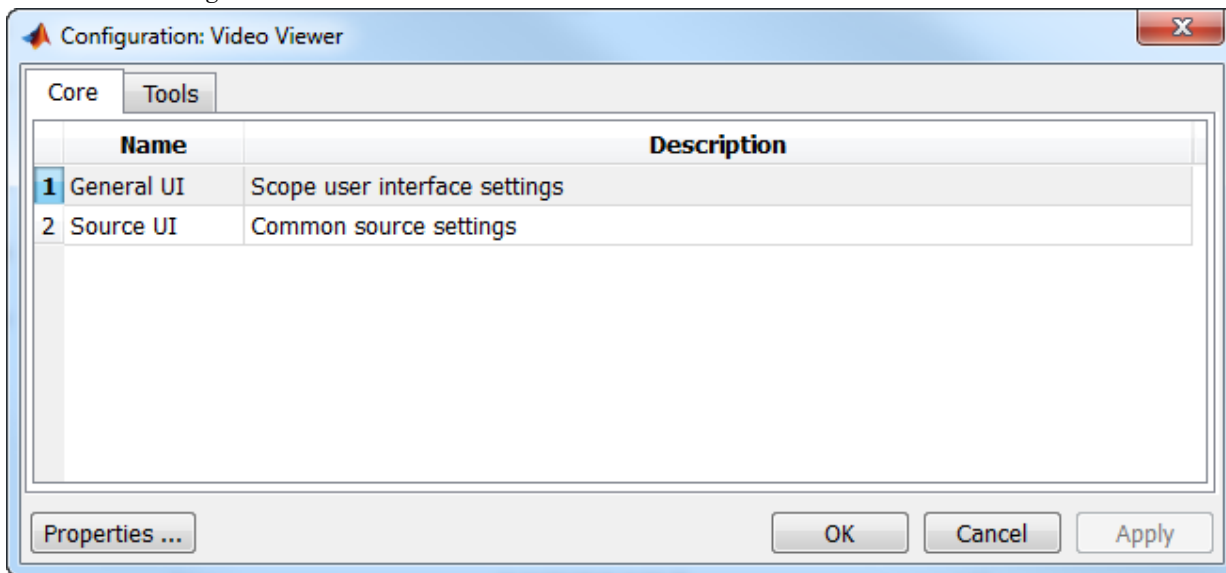 Configuration: Video Viewer
X
Core Tools
Name Description
1 General UI Scope user interface settings
2 Source UI Common source settings
Properties ... OK Cancel Apply